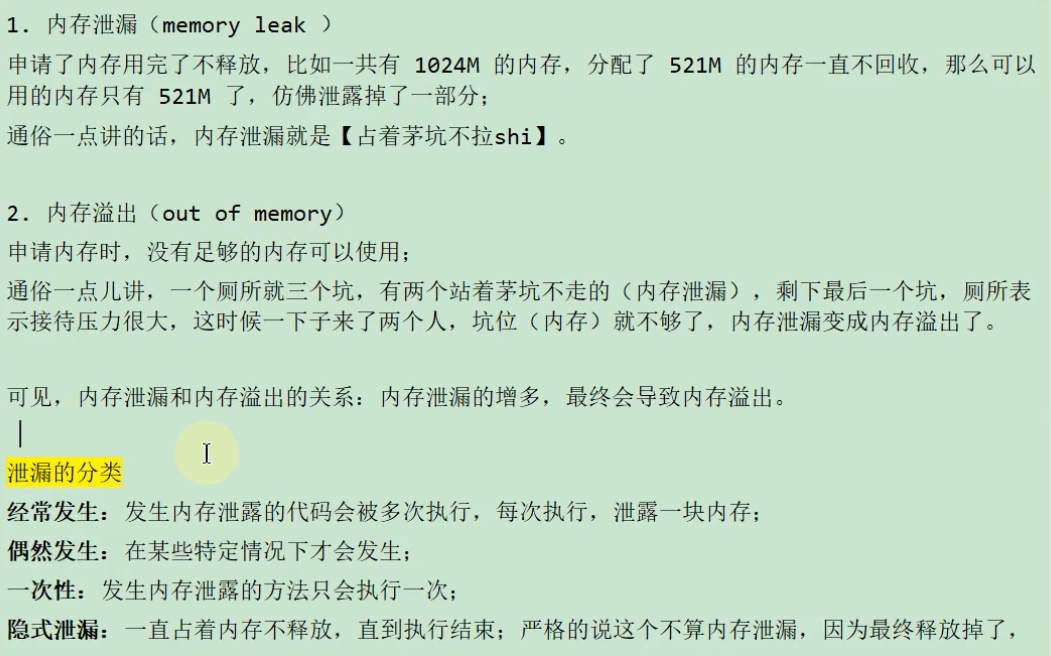 1. 内存泄漏（memory leak ）
申请了内存用完了不释放，比如一共有 1024M 的内存，分配了 521M 的内存一直不回收，那么可以
用的内存只有 521M 了，仿佛泄露掉了一部分；
通俗一点讲的话，内存泄漏就是【占着茅坑不拉shi】。
2. 内存溢出（out of memory）
申请内存时，没有足够的内存可以使用；
通俗一点儿讲，一个厕所就三个坑，有两个站着茅坑不走的（内存泄漏），剩下最后一个坑，厕所表
示接待压力很大，这时候一下子来了两个人，坑位（内存）就不够了，内存泄漏变成内存溢出了。
可见，内存泄漏和内存溢出的关系：内存泄漏的增多，最终会导致内存溢出。
泄漏的分类
经常发生：发生内存泄露的代码会被多次执行，每次执行，泄露一块内存；
偶然发生：在某些特定情况下才会发生；
一次性：发生内存泄露的方法只会执行一次；
隐式泄漏：一直占着内存不释放，直到执行结束；严格的说这个不算内存泄漏，因为最终释放掉了，